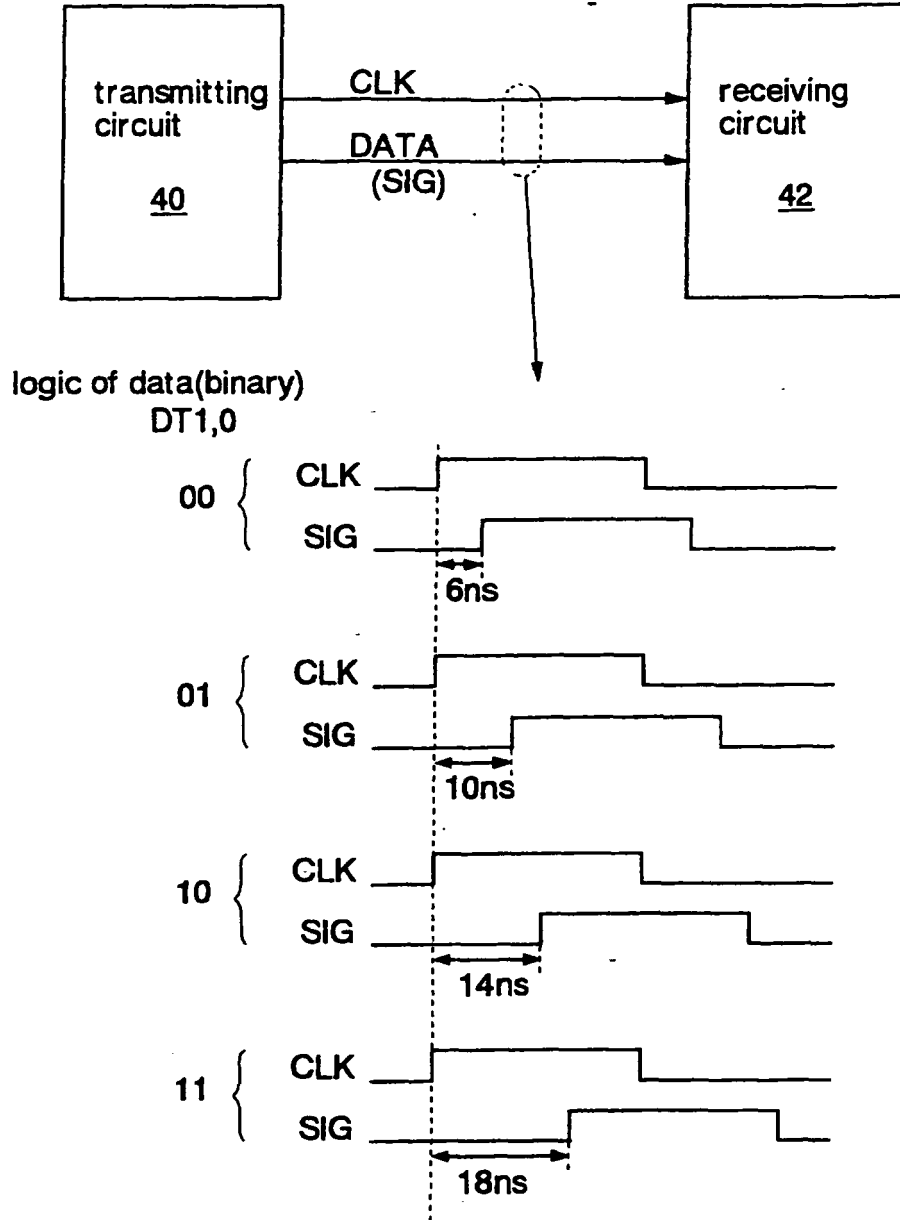 transmitting
circuit
40
CLK
DATA
(SIG)
receiving
circuit
42
logic of data(binary)
DT1,0
00
CLK
SIG
6ns
01
CLK
SIG
10ns
10
CLK
SIG
14ns
11
CLK
SIG
18ns